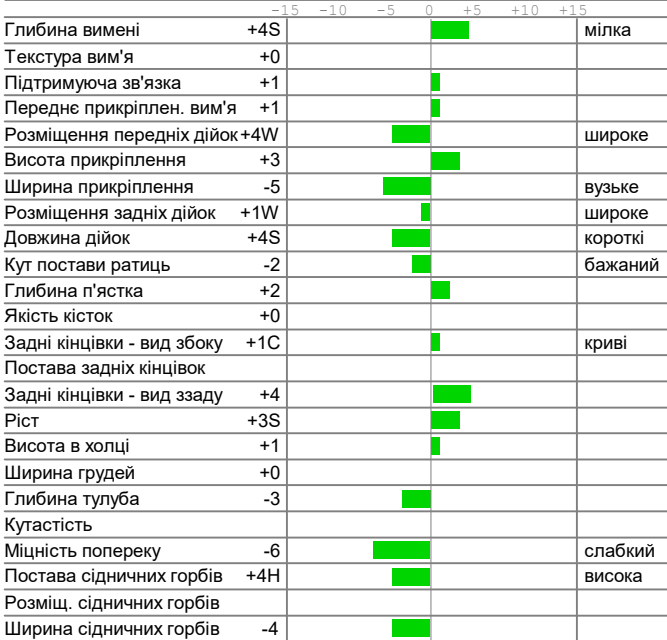 -15 -10 -5 0 +5 +10 +15
Глибина вимені +4S мілка
Текстура вим'я +0
Підтримуюча зв'язка +1
Переднє прикріплен. вим'я +1
Розміщення передніх дійок +4W широке
Висота прикріплення +3
Ширина прикріплення -5 вузьке
Розміщення задніх дійок +1W широке
Довжина дійок +4S короткі
Кут постави ратиць -2 бажаний
Глибина п'ястка +2
Якість кісток +0
Задні кінцівки - вид збоку +1C криві
Постава задніх кінцівок
Задні кінцівки - вид ззаду +4
Ріст +3S
Висота в холці +1
Ширина грудей +0
Глибина тулуба -3
Кутастість
Міцність попереку -6 слабкий
Постава сідничних горбів +4H висока
Розміщ. сідничних горбів
Ширина сідничних горбів -4